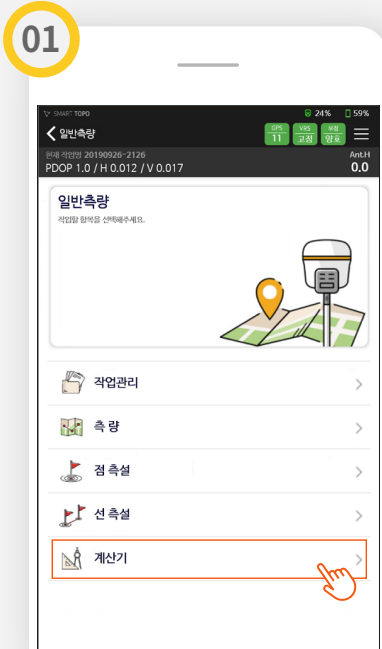 01
SMART TOPO 24% 59%
일반측량
GPS 11
VRS 고정
보정 양호
현재 작업명 20190926-2126 Ant.H
PDOP 1.0 / H 0.012 / V 0.017 0.0
일반측량
작업할 항목을 선택해주세요.
작업관리
측 량
점 측설
선 측설
계산기